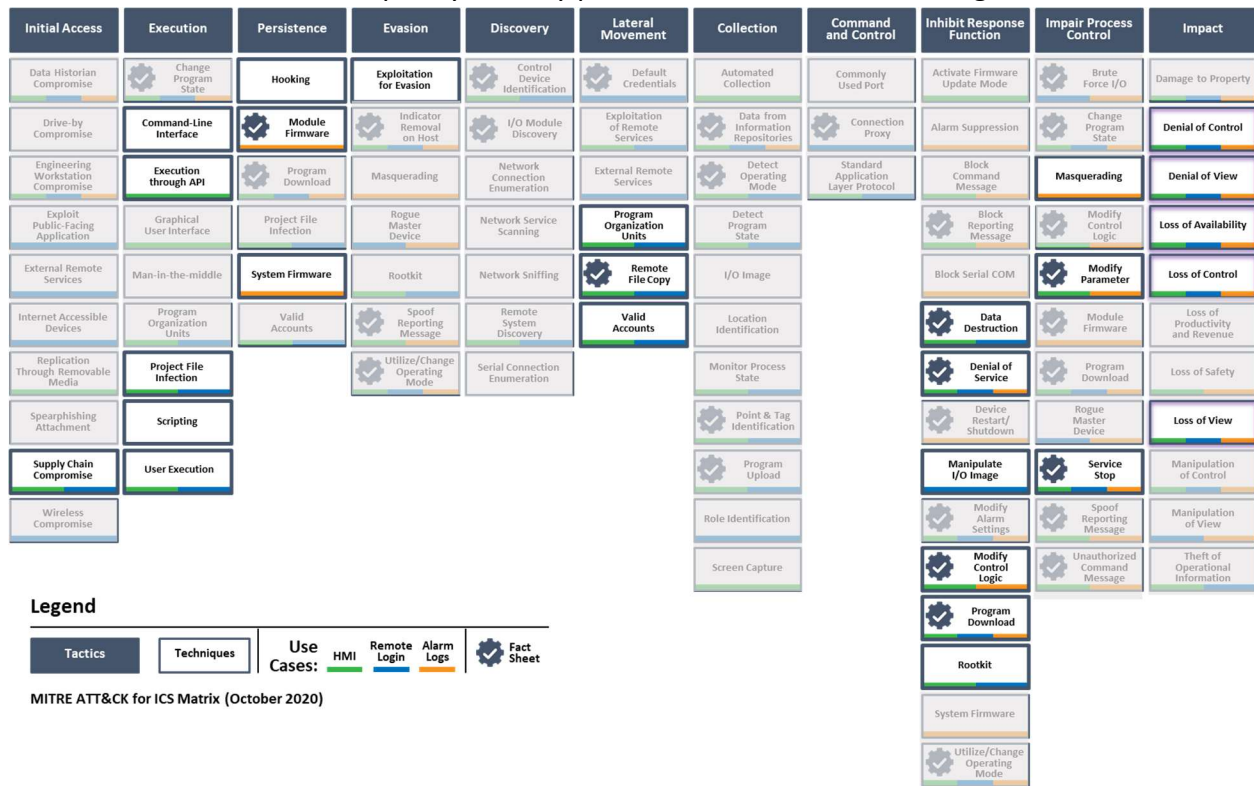 Initial Access
Execution
Persistence
Evasion
Discovery
Lateral
Movement
Collection
Command
and Control
Inhibit Response
Function
Impair Process
Control
Impact
Data Historian
Compromise
Drive-by
Compromise
Engineering
Workstation
Compromise
Exploit
Public-Facing
Application
External Remote
Services
Internet Accessible
Devices
Replication
Through Removable
Media
Spearphishing
Attachment
Supply Chain
Compromise
Wireless
Compromise
Change
Program
State
Command-Line
Interface
Execution
through API
Graphical
User Interface
Man-in-the-middle
Program
Organization
Units
Project File
Infection
Scripting
User Execution
Hooking
Module
Firmware
Program
Download
Project File
Infection
System Firmware
Valid
Accounts
Exploitation
for Evasion
Indicator
Removal
on Host
Masquerading
Rogue
Master
Device
Rootkit
Spoof
Reporting
Message
Utilize/Change
Operating
Mode
Control
Device
Identification
I/O Module
Discovery
Network
Connection
Enumeration
Network Service
Scanning
Network Sniffing
Remote
System
Discovery
Serial Connection
Enumeration
Default
Credentials
Exploitation
of Remote
Services
External Remote
Services
Program
Organization
Units
Remote
File Copy
Valid
Accounts
Automated
Collection
Data from
Information
Repositories
Detect
Operating
Mode
Detect
Program
State
I/O Image
Location
Identification
Monitor Process
State
Point & Tag
Identification
Program
Upload
Role Identification
Screen Capture
Commonly
Used Port
Connection
Proxy
Standard
Application
Layer Protocol
Activate Firmware
Update Mode
Alarm Suppression
Block
Command
Message
Block
Reporting
Message
Block Serial COM
Data
Destruction
Denial of
Service
Device
Restart/
Shutdown
Manipulate
I/O Image
Modify
Alarm
Settings
Modify
Control
Logic
Program
Download
Rootkit
System Firmware
Utilize/Change
Operating
Mode
Brute
Force I/O
Change
Program
State
Masquerading
Modify
Control
Logic
Modify
Parameter
Module
Firmware
Program
Download
Rogue
Master
Device
Service
Stop
Spoof
Reporting
Message
Unauthorized
Command
Message
Damage to Property
Denial of Control
Denial of View
Loss of Availability
Loss of Control
Loss of
Productivity
and Revenue
Loss of Safety
Loss of View
Manipulation
of Control
Manipulation
of View
Theft of
Operational
Information
Legend
Tactics
Techniques
Use
Cases:
HMI
Remote
Login
Alarm
Logs
Fact
Sheet
MITRE ATT&CK for ICS Matrix (October 2020)